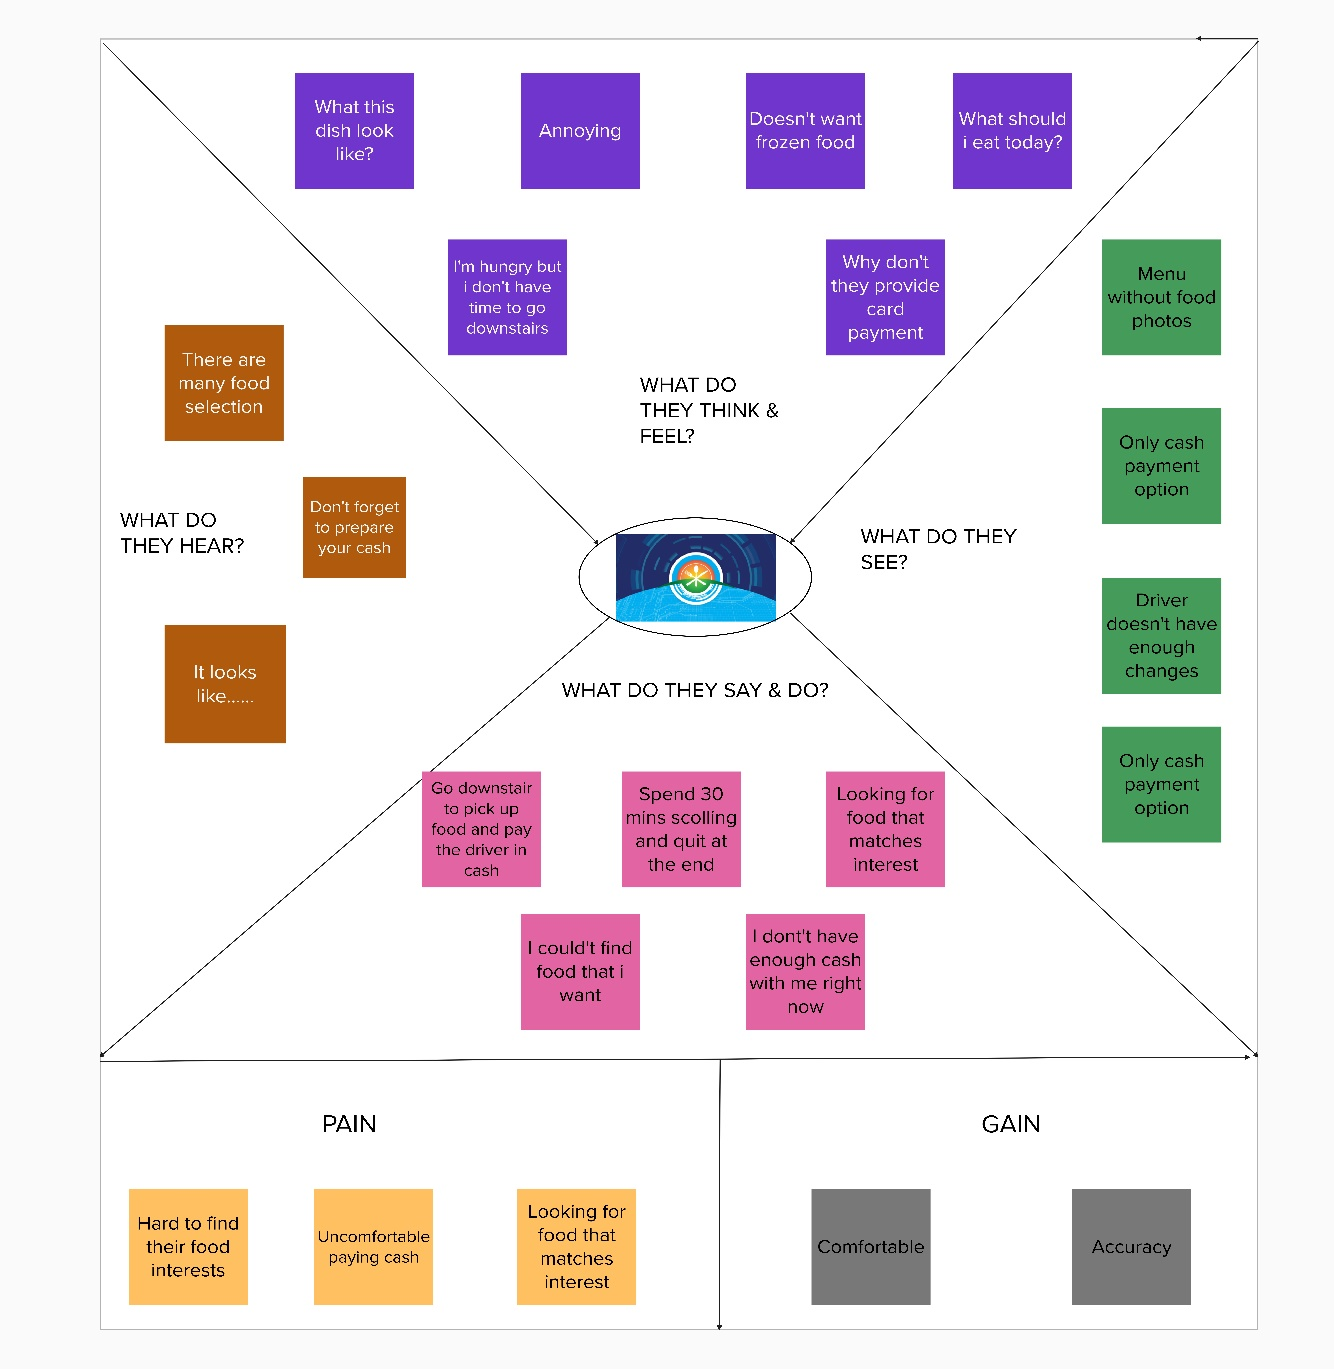 What this
dish look
like?
Annoying
Doesn't want
frozen food
What should
i eat today?
I'm hungry but
i don't have
time to go
downstairs
Why don't
they provide
card
payment
WHAT DO
THEY THINK &
FEEL?
There are
many food
selection
Don't forget
to prepare
your cash
WHAT DO
THEY HEAR?
It looks
like......
Menu
without food
photos
Only cash
payment
option
WHAT DO THEY
SEE?
Driver
doesn't have
enough
changes
Only cash
payment
option
WHAT DO THEY SAY & DO?
Go downstair
to pick up
food and pay
the driver in
cash
Spend 30
mins scolling
and quit at
the end
Looking for
food that
matches
interest
I could't find
food that i
want
I dont't have
enough cash
with me right
now
PAIN
Hard to find
their food
interests
Uncomfortable
paying cash
Looking for
food that
matches
interest
GAIN
Comfortable
Accuracy